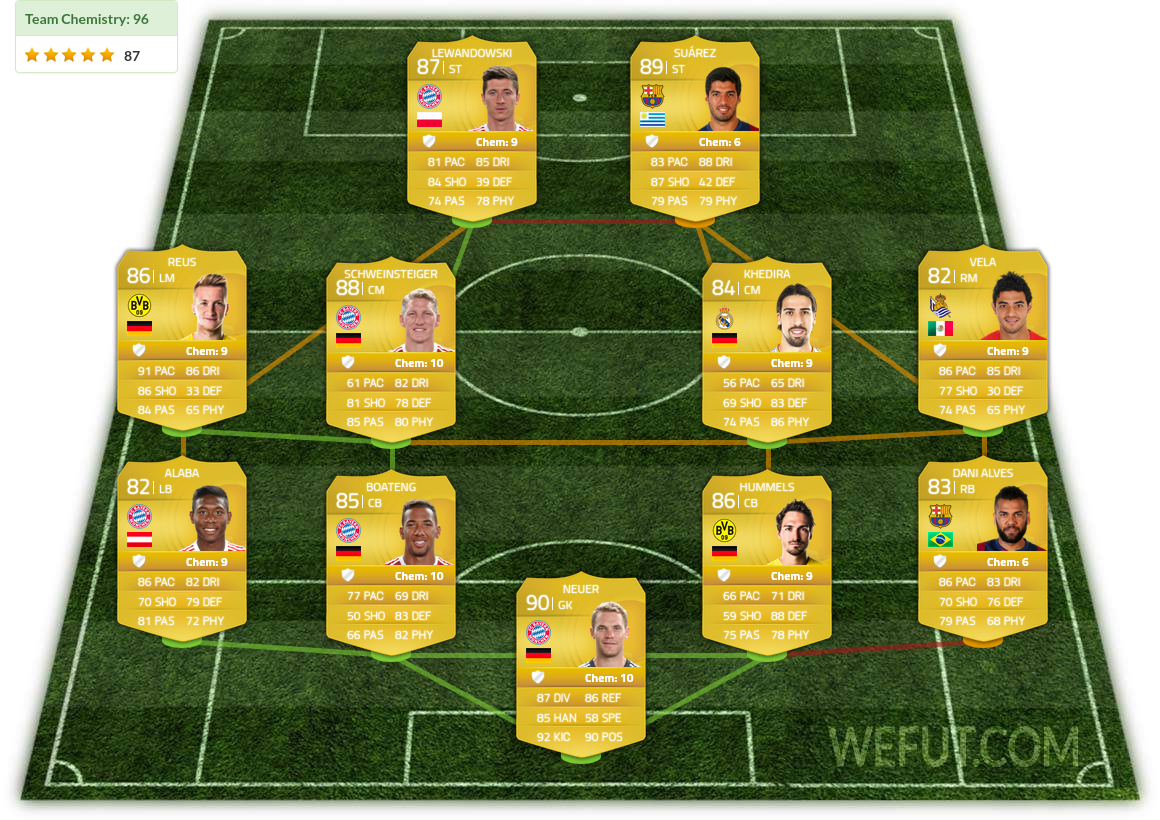 Team Chemistry: 96
87
LEWANDOWSKI
87 ST
Chem: 9
81 PAC 85 DRI
84 SHO 39 DEF
74 PAS 78 PHY
SUÁREZ
89 ST
Chem: 6
83 PAC 88 DRI
87 SHO 42 DEF
79 PAS 79 PHY
REUS
86 LM
BVB
09
Chem: 9
91 PAC 86 DRI
86 SHO 33 DEF
84 PAS 65 PHY
SCHWEINSTEIGER
88 CM
Chem: 10
61 PAC 82 DRI
81 SHO 78 DEF
85 PAS 80 PHY
KHEDIRA
84 CM
Chem: 9
56 PAC 65 DRI
69 SHO 83 DEF
74 PAS 86 PHY
VELA
82 RM
Chem: 9
86 PAC 85 DRI
77 SHO 30 DEF
74 PAS 65 PHY
ALABA
82 LB
Chem: 9
86 PAC 82 DRI
70 SHO 79 DEF
81 PAS 72 PHY
BOATENG
85 CB
Chem: 10
77 PAC 69 DRI
50 SHO 83 DEF
66 PAS 82 PHY
NEUER
90 GK
Chem: 10
87 DIV 86 REF
85 HAN 58 SPE
92 KIC 90 POS
HUMMELS
86 CB
BVB
09
Chem: 9
66 PAC 71 DRI
59 SHO 88 DEF
75 PAS 78 PHY
DANI ALVES
83 RB
Chem: 6
86 PAC 83 DRI
70 SHO 76 DEF
79 PAS 68 PHY
WEFUT.COM